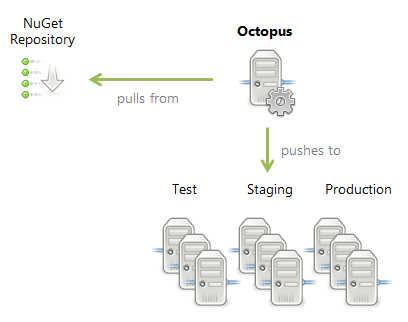 NuGet
Repository
Octopus
pulls from
pushes to
Test
Staging
Production